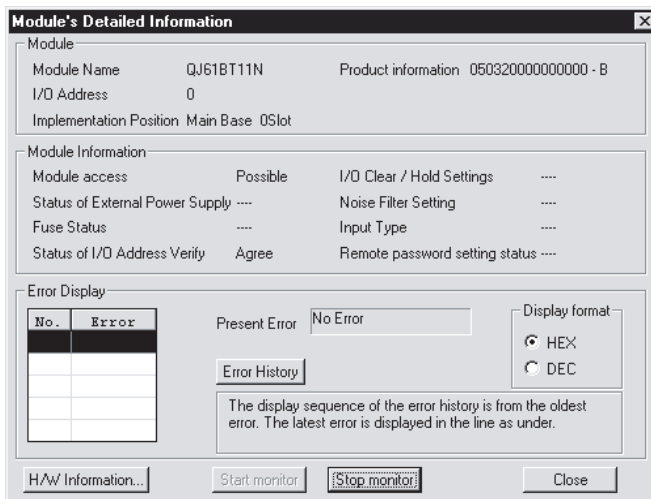 Module's Detailed Information
Module
Module Name QJ61BT11N Product information 050320000000000 - B
I/O Address 0
Implementation Position Main Base 0Slot
Module Information
Module access Possible I/O Clear / Hold Settings ----
Status of External Power Supply ---- Noise Filter Setting ----
Fuse Status ---- Input Type ----
Status of I/O Address Verify Agree Remote password setting status ----
Error Display
No. Error
Present Error No Error
Display format
HEX
DEC
Error History
The display sequence of the error history is from the oldest
error. The latest error is displayed in the line as under.
H/W Information... Start monitor Stop monitor Close